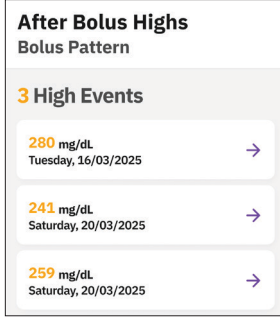 After Bolus Highs
Bolus Pattern
3 High Events
280 mg/dL
Tuesday, 16/03/2025
241 mg/dL
Saturday, 20/03/2025
259 mg/dL
Saturday, 20/03/2025